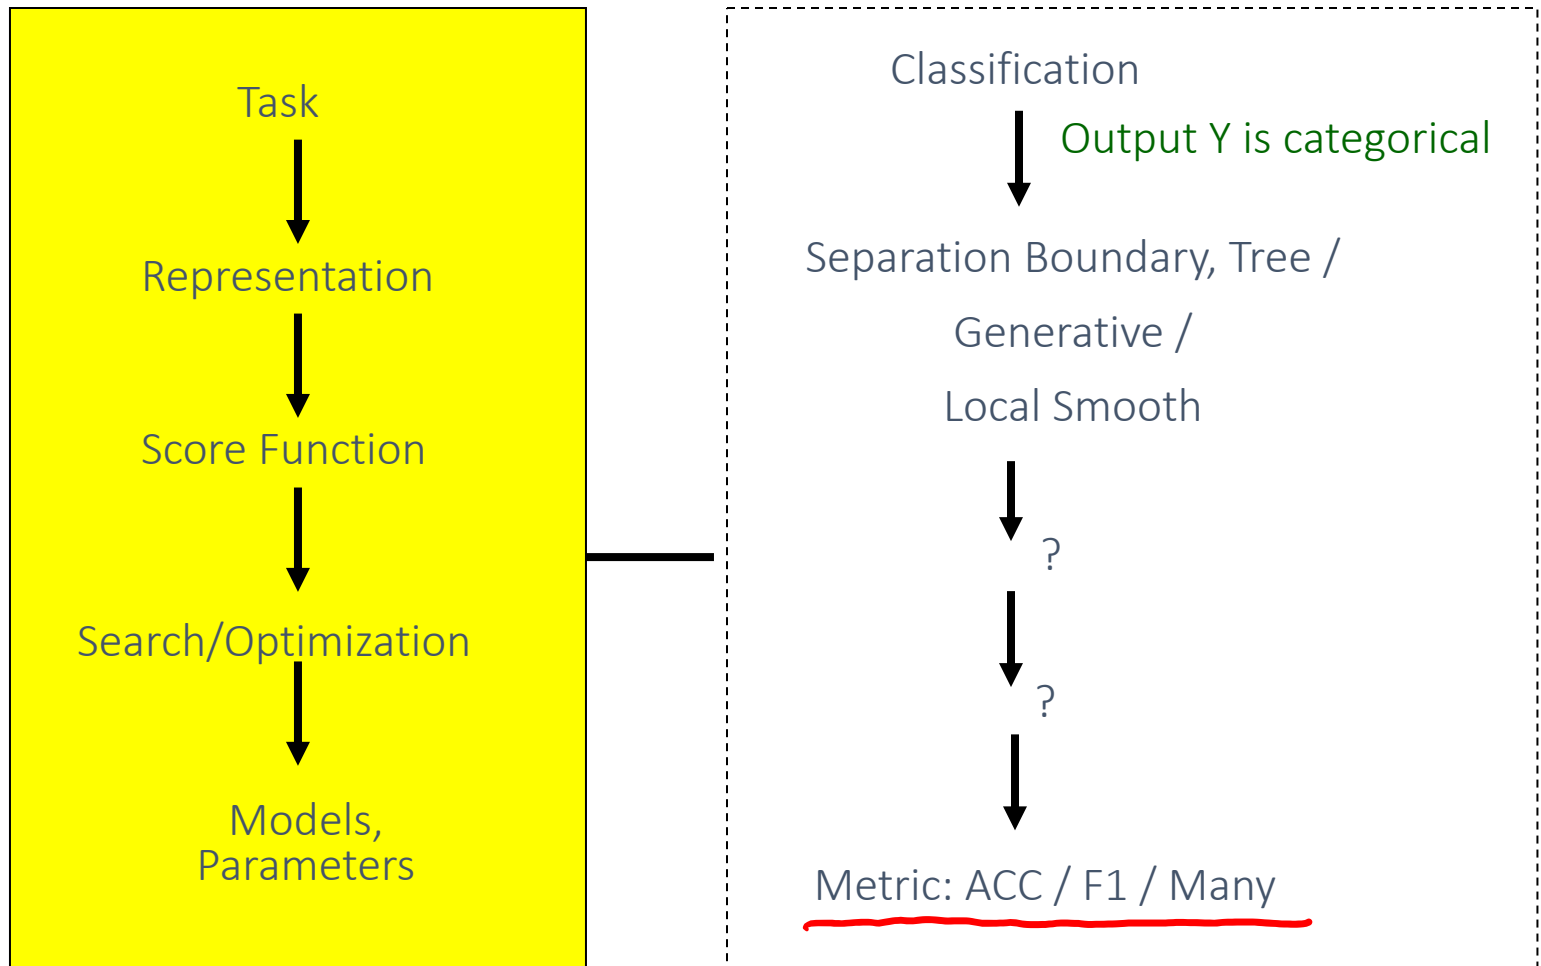 Task
Representation
Score Function
Search/Optimization
Models,
Parameters
Classification
Output Y is categorical
Separation Boundary, Tree /
Generative /
Local Smooth
?
?
Metric: ACC / F1 / Many